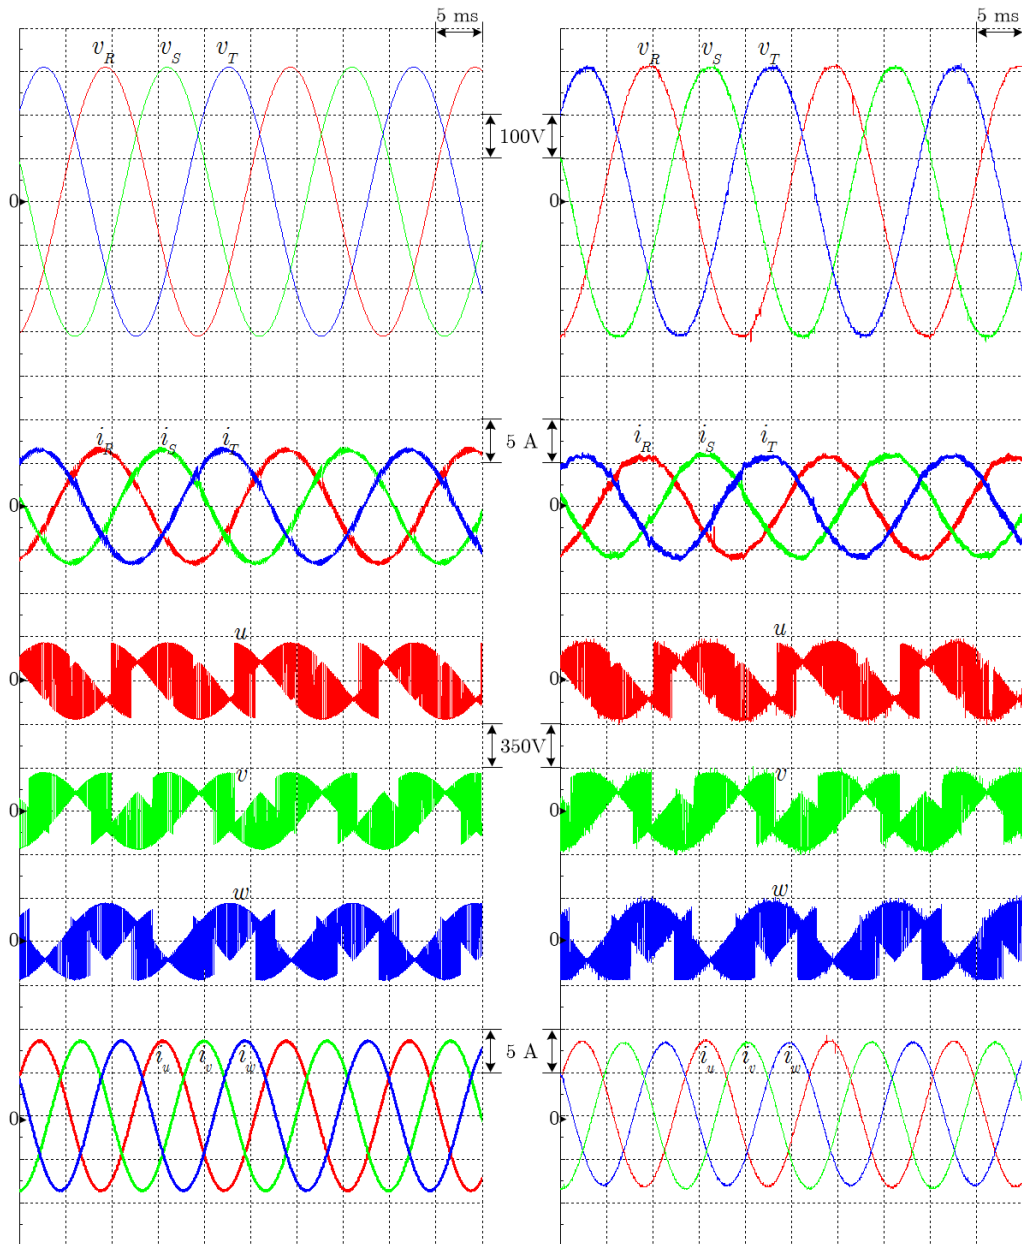 5 ms 5 ms
v_R v_S v_T v_R v_S v_T
100V
0 0
5 A
i_R i_S i_T i_R i_S i_T
0 0
u u
0 0
350V
v v
0 0
w w
0 0
5 A
i_u i_v i_w i_u i_v i_w
0 0